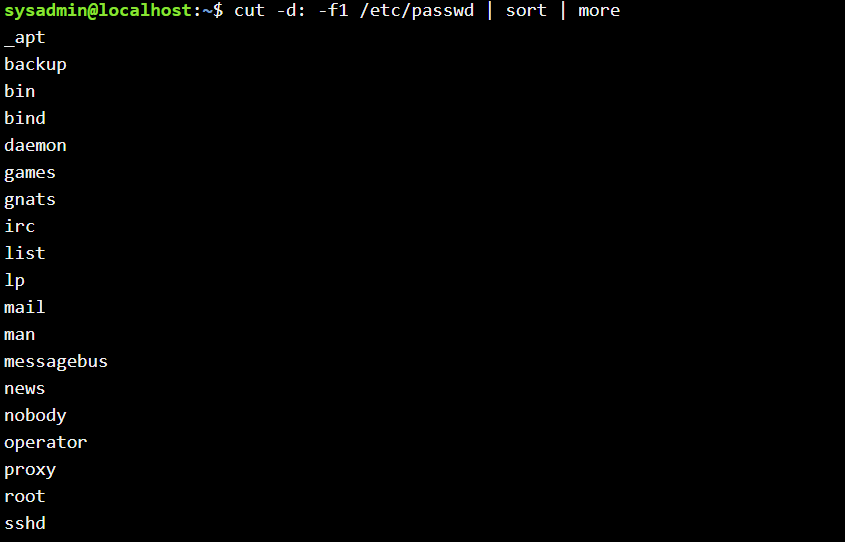 sysadmin@localhost:~$ cut -d: -f1 /etc/passwd | sort | more
_apt
backup
bin
bind
daemon
games
gnats
irc
list
lp
mail
man
messagebus
news
nobody
operator
proxy
root
sshd